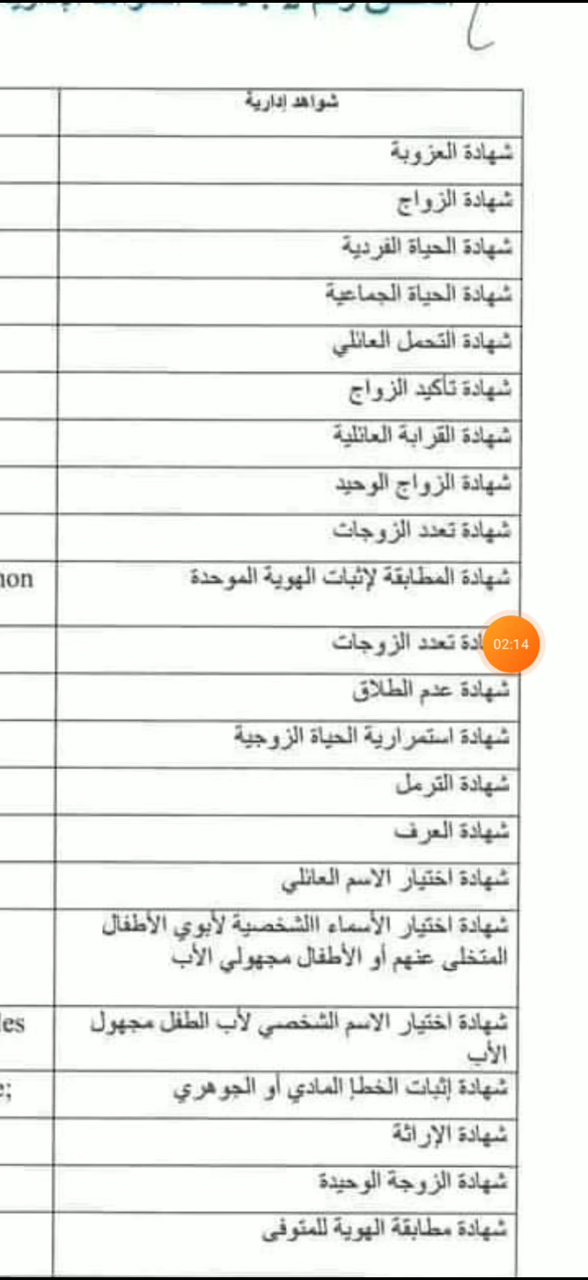 شواهد إدارية
شهادة العزوبة
شهادة الزواج
شهادة الحياة الفردية
شهادة الحياة الجماعية
شهادة التحمل العائلي
شهادة تأكيد الزواج
شهادة القرابة العائلية
شهادة الزواج الوحيد
شهادة تعدد الزوجات
شهادة المطابقة لإثبات الهوية الموحدة
non
ادة تعدد الزوجات
02:14
شهادة عدم الطلاق
شهادة استمرارية الحياة الزوجية
شهادة الترمل
شهادة العرف
شهادة اختيار الاسم العائلي
شهادة اختيار الأسماء االشخصية لأبوي الأطفال
المتخلى عنهم أو الأطفال مجهولي الأب
شهادة اختيار الاسم الشخصي لأب الطفل مجهول
les
الأب
شهادة إثبات الخطإ المادي أو الجوهري
e;
شهادة الإراثة
شهادة الزوجة الوحيدة
شهادة مطابقة الهوية للمتوفى